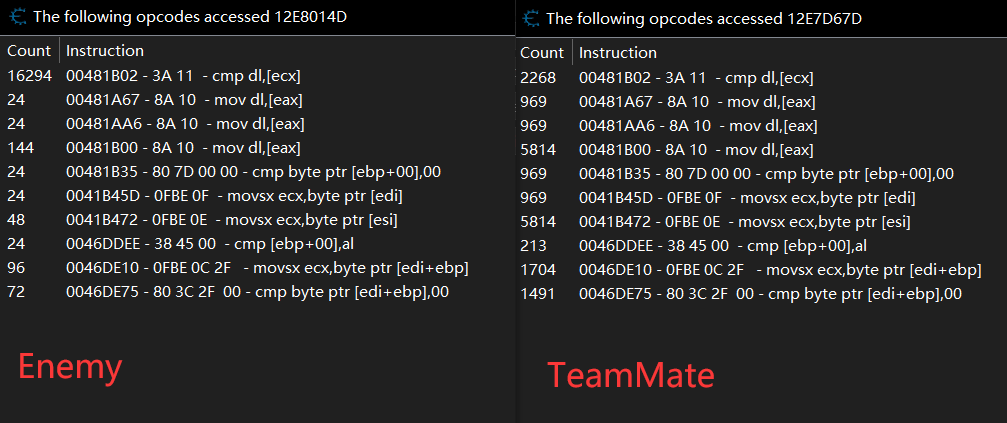 The following opcodes accessed 12E8014D
Count Instruction
16294 00481B02 - 3A 11 - cmp dl,[ecx]
24 00481A67 - 8A 10 - mov dl,[eax]
24 00481AA6 - 8A 10 - mov dl,[eax]
144 00481B00 - 8A 10 - mov dl,[eax]
24 00481B35 - 80 7D 00 00 - cmp byte ptr [ebp+00],00
24 0041B45D - 0FBE 0F - movsx ecx,byte ptr [edi]
48 0041B472 - 0FBE 0E - movsx ecx,byte ptr [esi]
24 0046DDEE - 38 45 00 - cmp [ebp+00],al
96 0046DE10 - 0FBE 0C 2F - movsx ecx,byte ptr [edi+ebp]
72 0046DE75 - 80 3C 2F 00 - cmp byte ptr [edi+ebp],00
Enemy
The following opcodes accessed 12E7D67D
Count Instruction
2268 00481B02 - 3A 11 - cmp dl,[ecx]
969 00481A67 - 8A 10 - mov dl,[eax]
969 00481AA6 - 8A 10 - mov dl,[eax]
5814 00481B00 - 8A 10 - mov dl,[eax]
969 00481B35 - 80 7D 00 00 - cmp byte ptr [ebp+00],00
969 0041B45D - 0FBE 0F - movsx ecx,byte ptr [edi]
5814 0041B472 - 0FBE 0E - movsx ecx,byte ptr [esi]
213 0046DDEE - 38 45 00 - cmp [ebp+00],al
1704 0046DE10 - 0FBE 0C 2F - movsx ecx,byte ptr [edi+ebp]
1491 0046DE75 - 80 3C 2F 00 - cmp byte ptr [edi+ebp],00
TeamMate